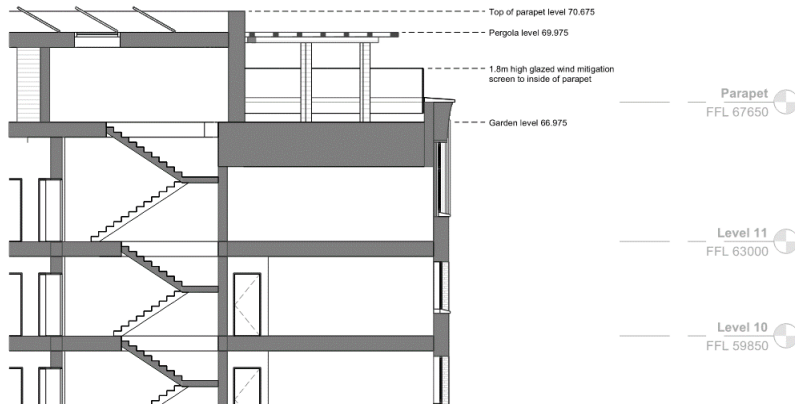 Top of parapet level 70.675
Pergola level 69.975
1.8m high glazed wind mitigation
screen to inside of parapet
Parapet
FFL 67650
Garden level 66.975
Level 11
FFL 63000
Level 10
FFL 59850